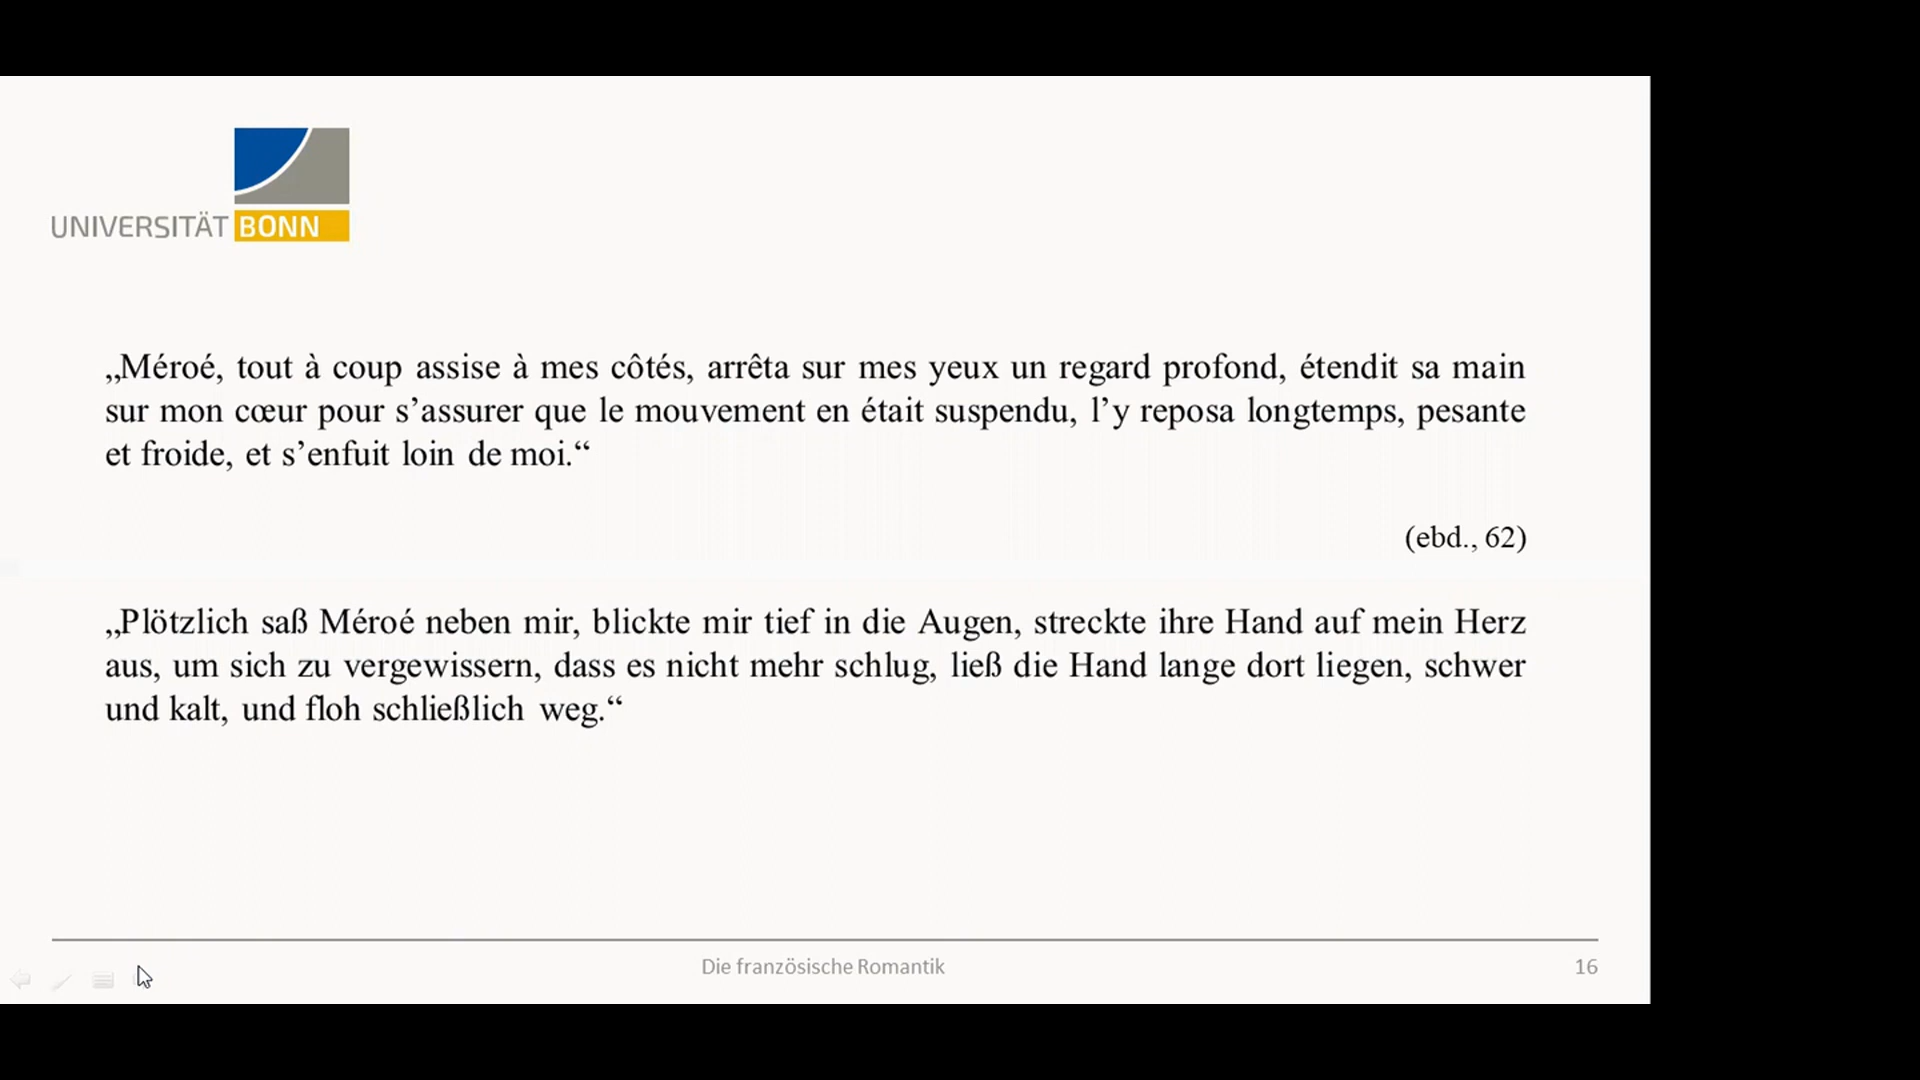 UNIVERSITÄT BONN
„Méroé, tout à coup assise à mes côtés, arrêta sur mes yeux un regard profond, étendit sa main
sur mon cœur pour s’assurer que le mouvement en était suspendu, l’y reposa longtemps, pesante
et froide, et s’enfuit loin de moi.“
(ebd., 62)
„Plötzlich saß Méroé neben mir, blickte mir tief in die Augen, streckte ihre Hand auf mein Herz
aus, um sich zu vergewissern, dass es nicht mehr schlug, ließ die Hand lange dort liegen, schwer
und kalt, und floh schließlich weg.“
Die französische Romantik
16